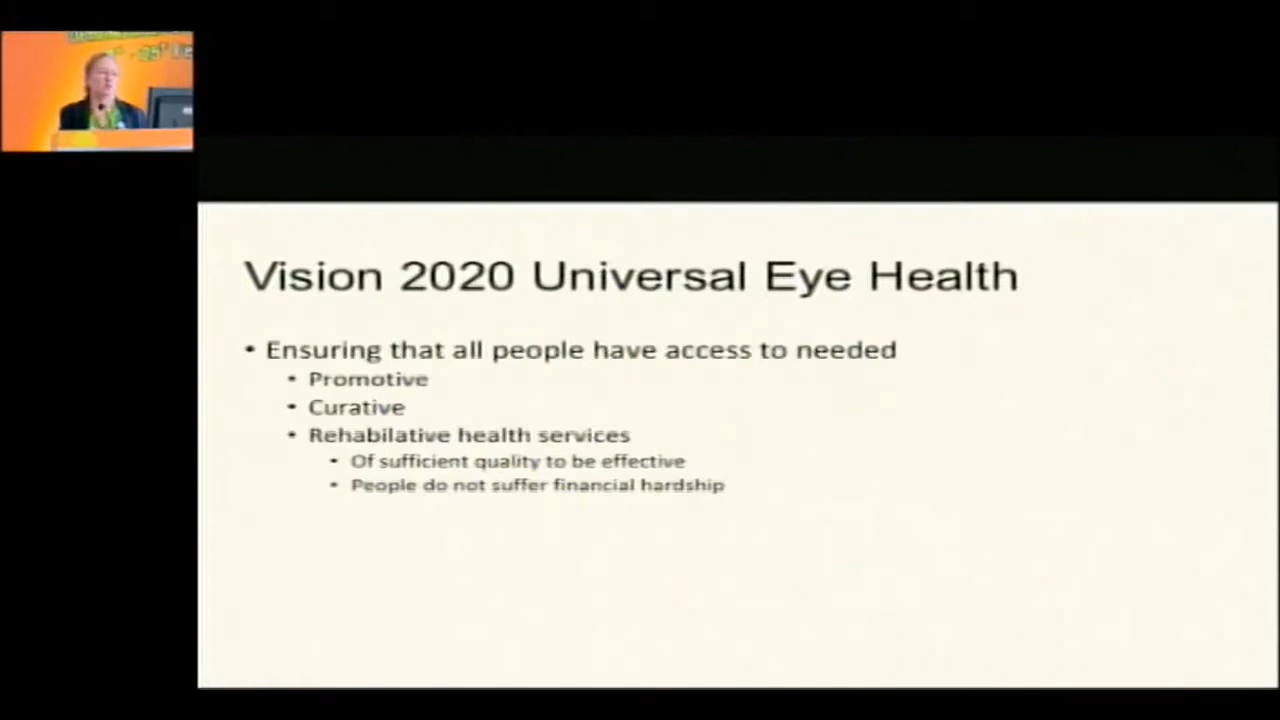 Vision 2020 Universal Eye Health
• Ensuring that all people have access to needed
• Promotive
• Curative
• Rehabilative health services
• Of sufficient quality to be effective
• People do not suffer financial hardship